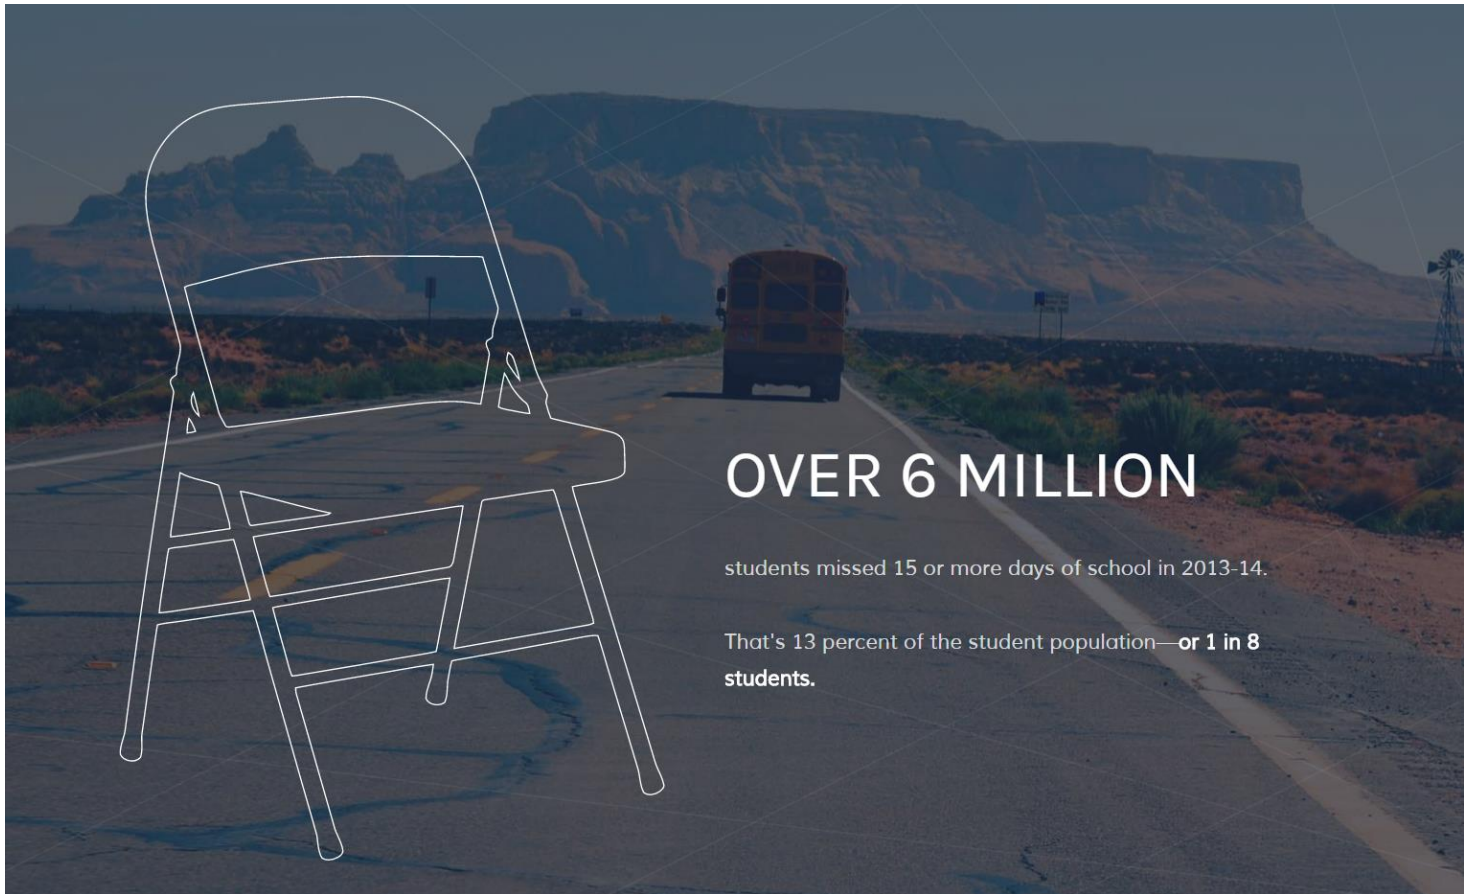 OVER 6 MILLION
students missed 15 or more days of school in 2013-14.
That's 13 percent of the student population—or 1 in 8
students.